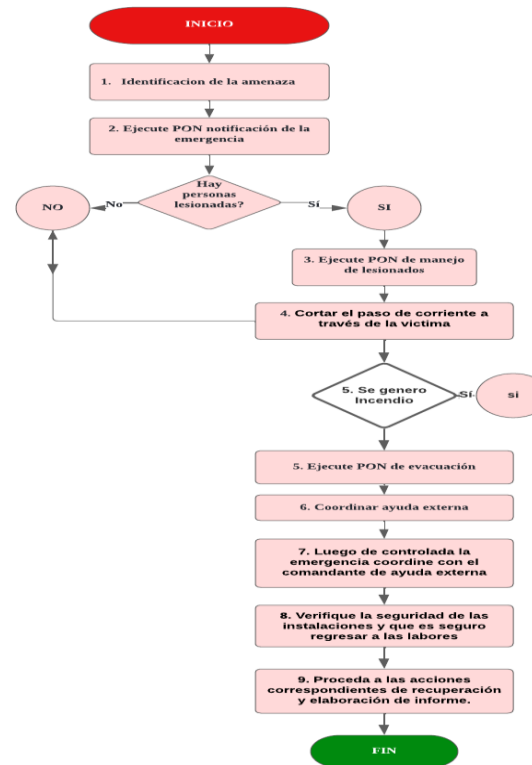 INICIO
1. Identificacion de la amenaza
2. Ejecute PON notificación de la
emergencia
Hay
personas
lesionadas?
NO
No
Sí
SI
3. Ejecute PON de manejo
de lesionados
4. Cortar el paso de corriente a
través de la victima
5. Se genero
Incendio
Sí
si
5. Ejecute PON de evacuación
6. Coordinar ayuda externa
7. Luego de controlada la
emergencia coordine con el
comandante de ayuda externa
8. Verifique la seguridad de las
instalaciones y que es seguro
regresar a las labores
9. Proceda a las acciones
correspondientes de recuperación
y elaboración de informe.
FIN